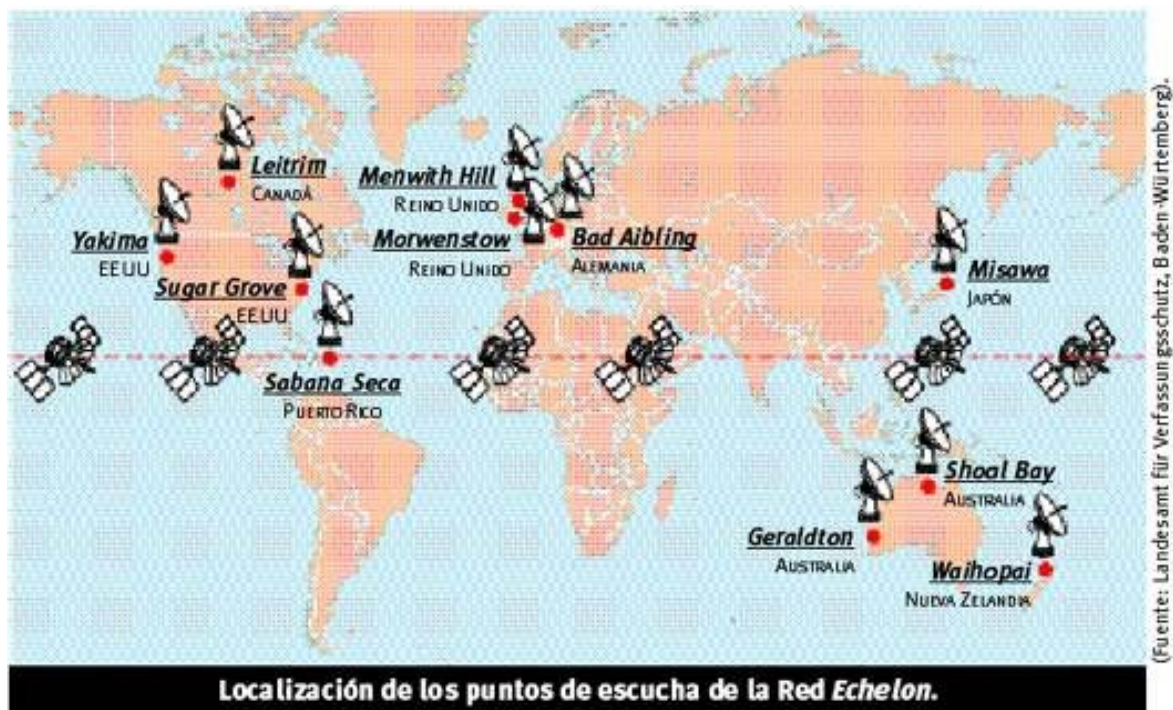 Leitrim
CANADÁ
Menwith Hill
REINO UNIDO
Yakima
EEUU
Morwenstow
REINO UNIDO
Bad Aibling
ALEMANIA
Sugar Grove
EEUU
Misawa
JAPÓN
Sabana Seca
PUERTO RICO
Shoal Bay
AUSTRALIA
Geraldton
AUSTRALIA
Waihopai
NUEVA ZELANDIA
Localización de los puntos de escucha de la Red Echelon.
(Fuente: Landesamt für Verfassungsschutz, Baden-Würtemberg).